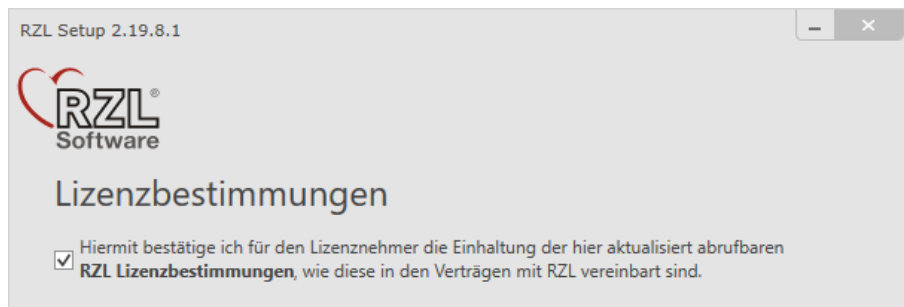 RZL Setup 2.19.8.1
RZL®
Software
Lizenzbestimmungen
Hiermit bestätige ich für den Lizenznehmer die Einhaltung der hier aktualisiert abrufbaren
RZL Lizenzbestimmungen, wie diese in den Verträgen mit RZL vereinbart sind.